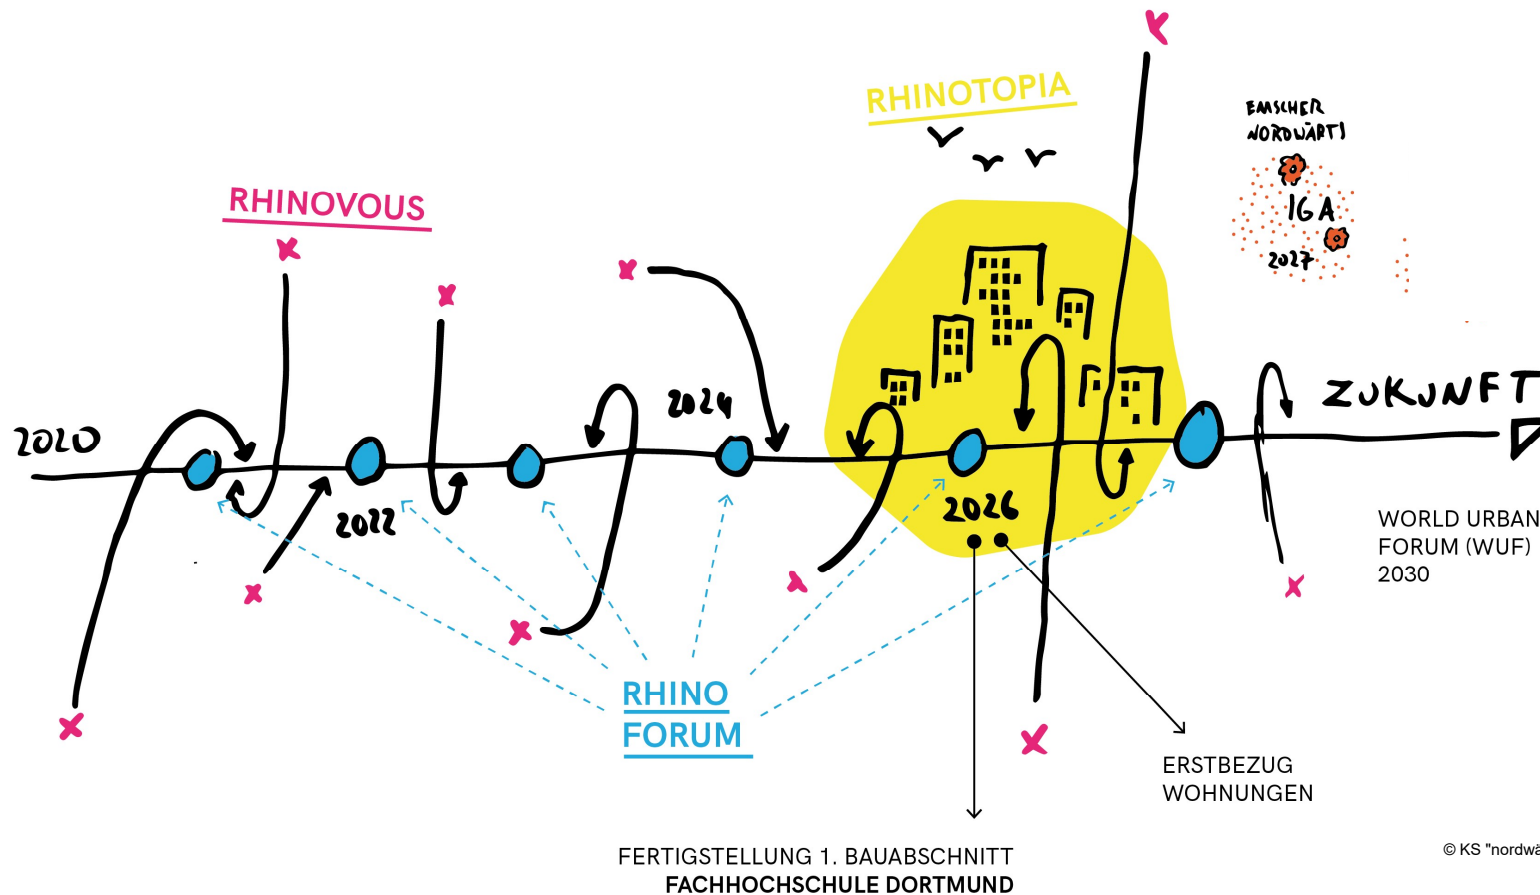 RHINOTOPIA
EMSCHER
NORDWÄRTS
IGA
2027
RHINOVOUS
2020
2022
2024
2026
ZUKUNFT
WORLD URBAN
FORUM (WUF)
2030
RHINO
FORUM
ERSTBEZUG
WOHNUNGEN
FERTIGSTELLUNG 1. BAUABSCHNITT
FACHHOCHSCHULE DORTMUND
© KS "nordwä